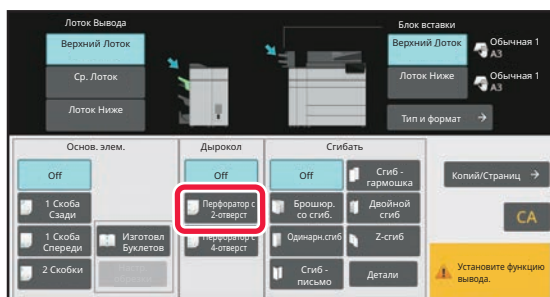 Лоток Вывода
Верхний Лоток
Ср. Лоток
Лоток Ниже
Блок вставки
Верхний Лоток
Обычная 1
A3
Лоток Ниже
Обычная 1
A3
Тип и формат
Основ. элем.
Off
1 Скоба
Сзади
1 Скоба
Спереди
2 Скобки
Изготовл
Буклетов
Дырокол
Off
Перфоратор с
2-отверст
Перфоратор с
4-отверст
Сгибать
Off
Сгиб -
гармошка
Брошюр.
со сгиб.
Двойной
сгиб
Одинарн.сгиб
Z-сгиб
Сгиб -
письмо
Детали
Копий/Страниц
CA
Установите функцию
вывода.